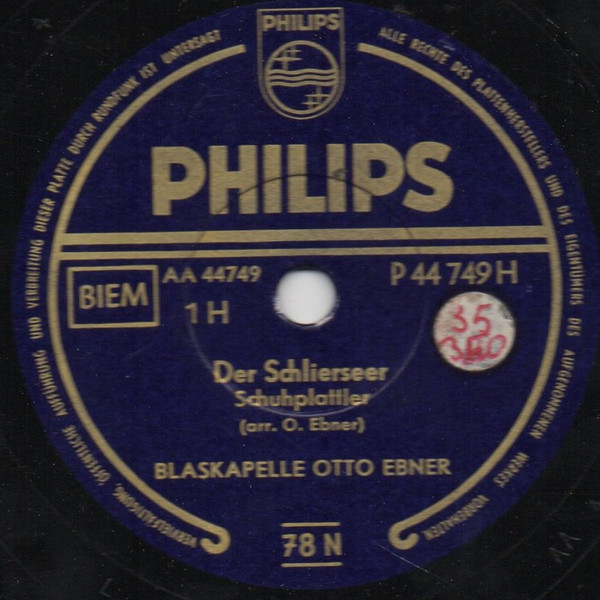 PHILIPS
ALLE RECHTE DES PLATTENHERSTELLERS UND DES EIGENTÜMERS DES AUFGENOMMENEN WERKES VORBEHALTEN
VERVIELFÄLTIGUNG, ÖFFENTLICHE AUFFÜHRUNG UND VERBREITUNG DIESER PLATTE DURCH RUNDFUNK IST UNTERSAGT
PHILIPS
BIEM
AA 44749
1 H
P 44 749 H
Der Schlierseer
Schuhplattler
(arr. O. Ebner)
BLASKAPELLE OTTO EBNER
78 N